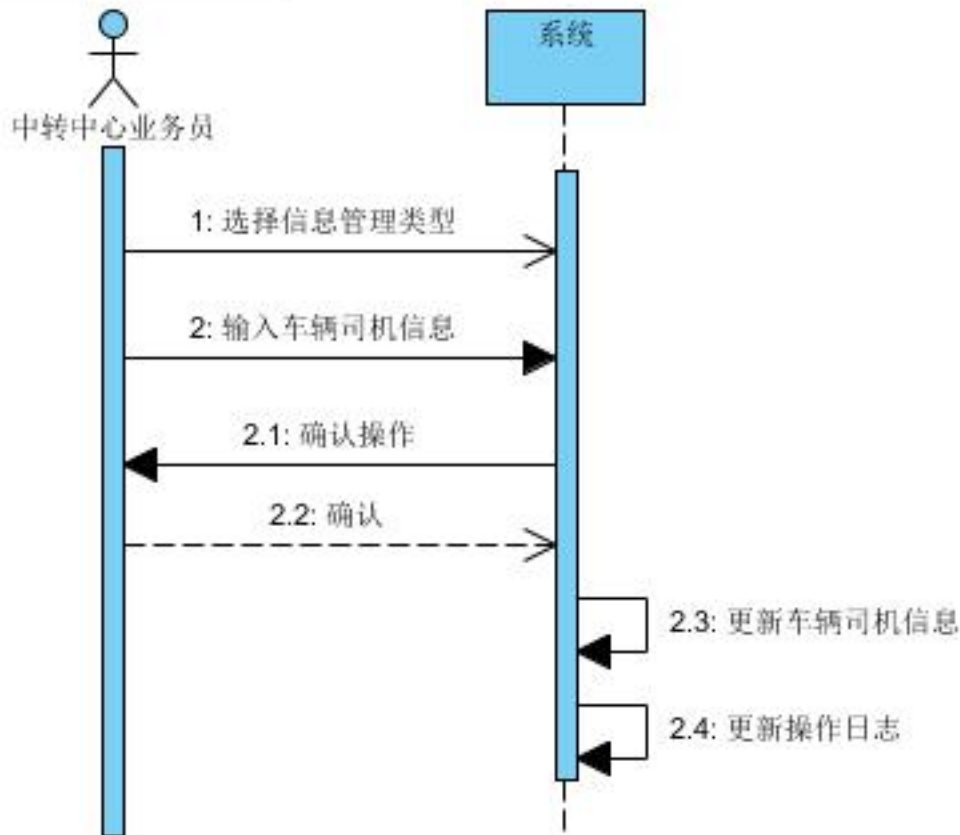 系统
中转中心业务员
1: 选择信息管理类型
2: 输入车辆司机信息
2.1: 确认操作
2.2: 确认
2.3: 更新车辆司机信息
2.4: 更新操作日志